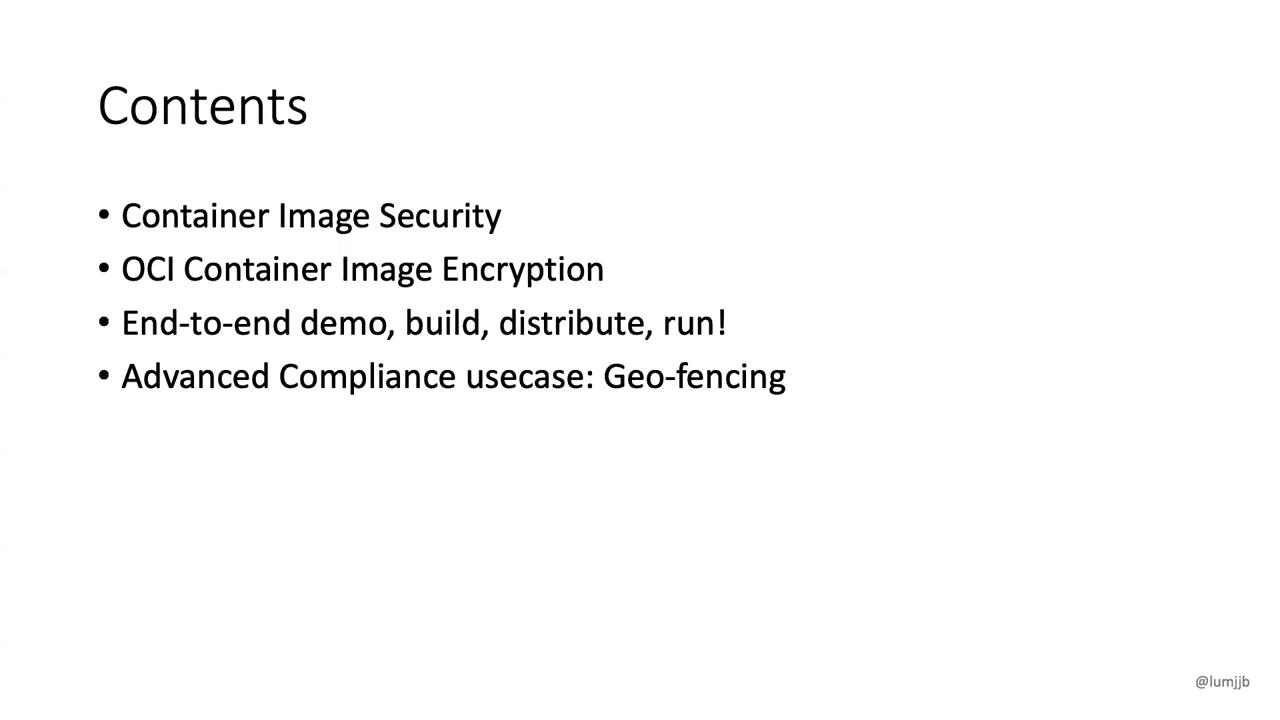 Contents
• Container Image Security
• OCI Container Image Encryption
• End-to-end demo, build, distribute, run!
• Advanced Compliance usecase: Geo-fencing
@lumjjb